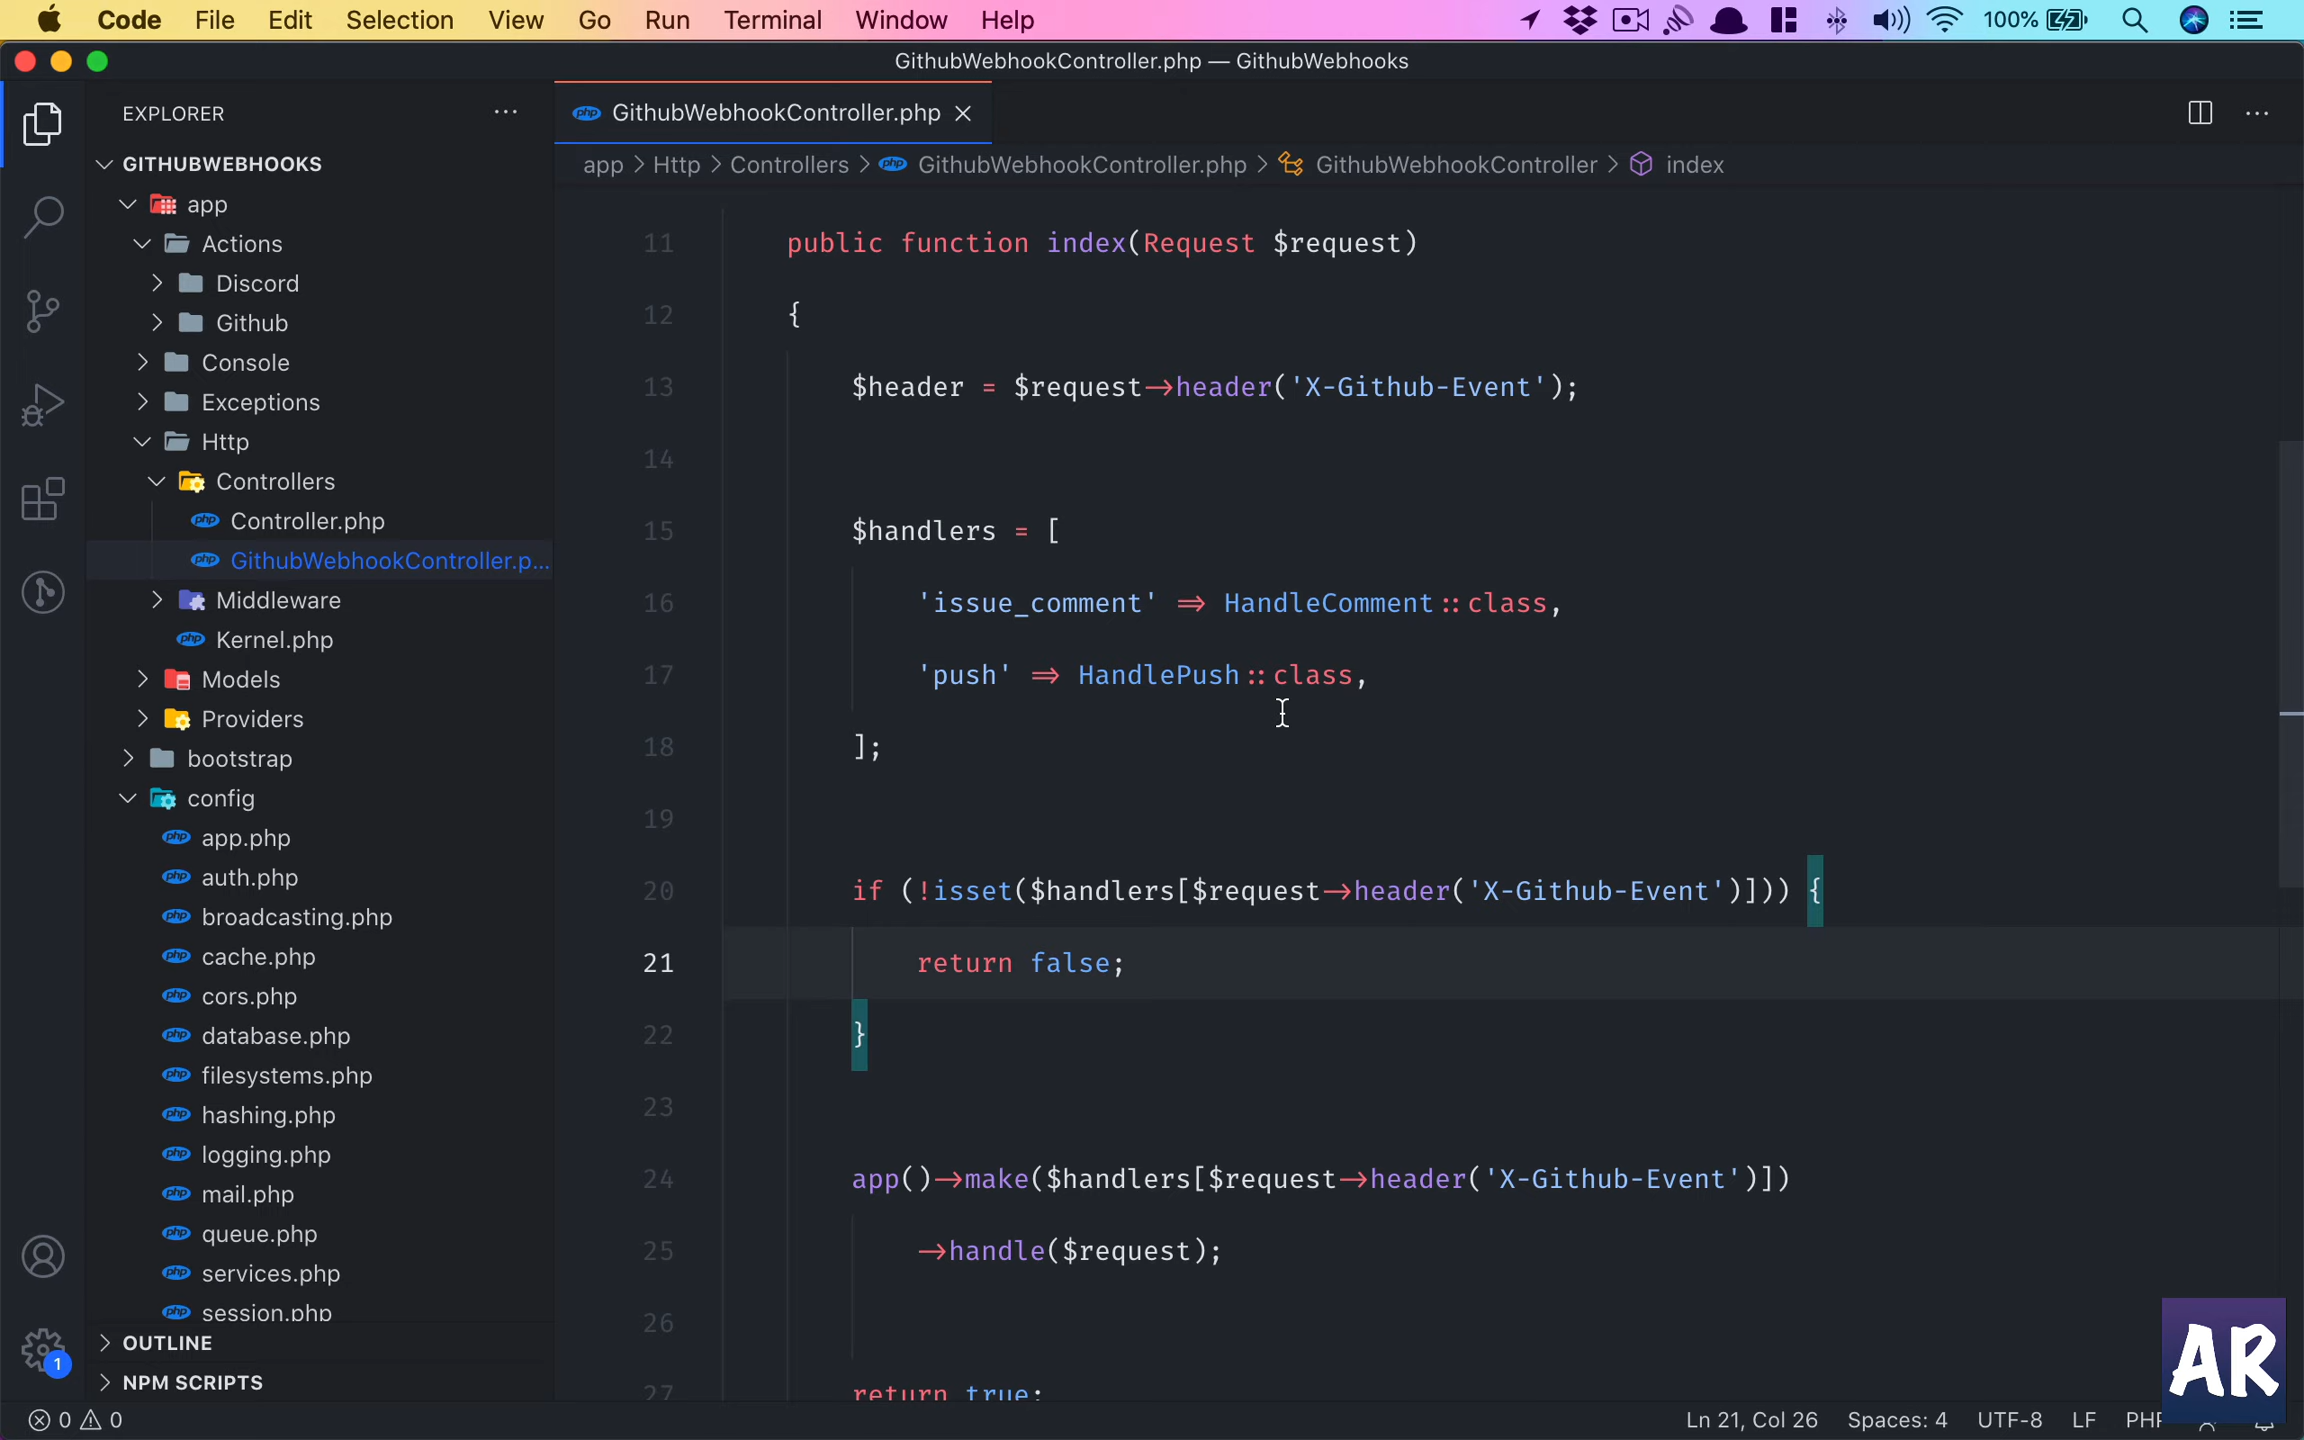 Code File Edit Selection View Go Run Terminal Window Help 100%
GithubWebhookController.php — GithubWebhooks
EXPLORER
GITHUBWEBHOOKS
app
Actions
Discord
Github
Console
Exceptions
Http
Controllers
Controller.php
GithubWebhookController.p...
Middleware
Kernel.php
Models
Providers
bootstrap
config
app.php
auth.php
broadcasting.php
cache.php
cors.php
database.php
filesystems.php
hashing.php
logging.php
mail.php
queue.php
services.php
session.php
OUTLINE
NPM SCRIPTS
1
php GithubWebhookController.php
app > Http > Controllers > php GithubWebhookController.php > GithubWebhookController > index
11 public function index(Request $request)
12 {
13 $header = $request->header('X-Github-Event');
14
15 $handlers = [
16 'issue_comment' => HandleComment::class,
17 'push' => HandlePush::class,
18 ];
19
20 if (!isset($handlers[$request->header('X-Github-Event')])) {
21 return false;
22 }
23
24 app()->make($handlers[$request->header('X-Github-Event')])
25 ->handle($request);
26
27 return true;
AR
0 0 Ln 21, Col 26 Spaces: 4 UTF-8 LF PHP